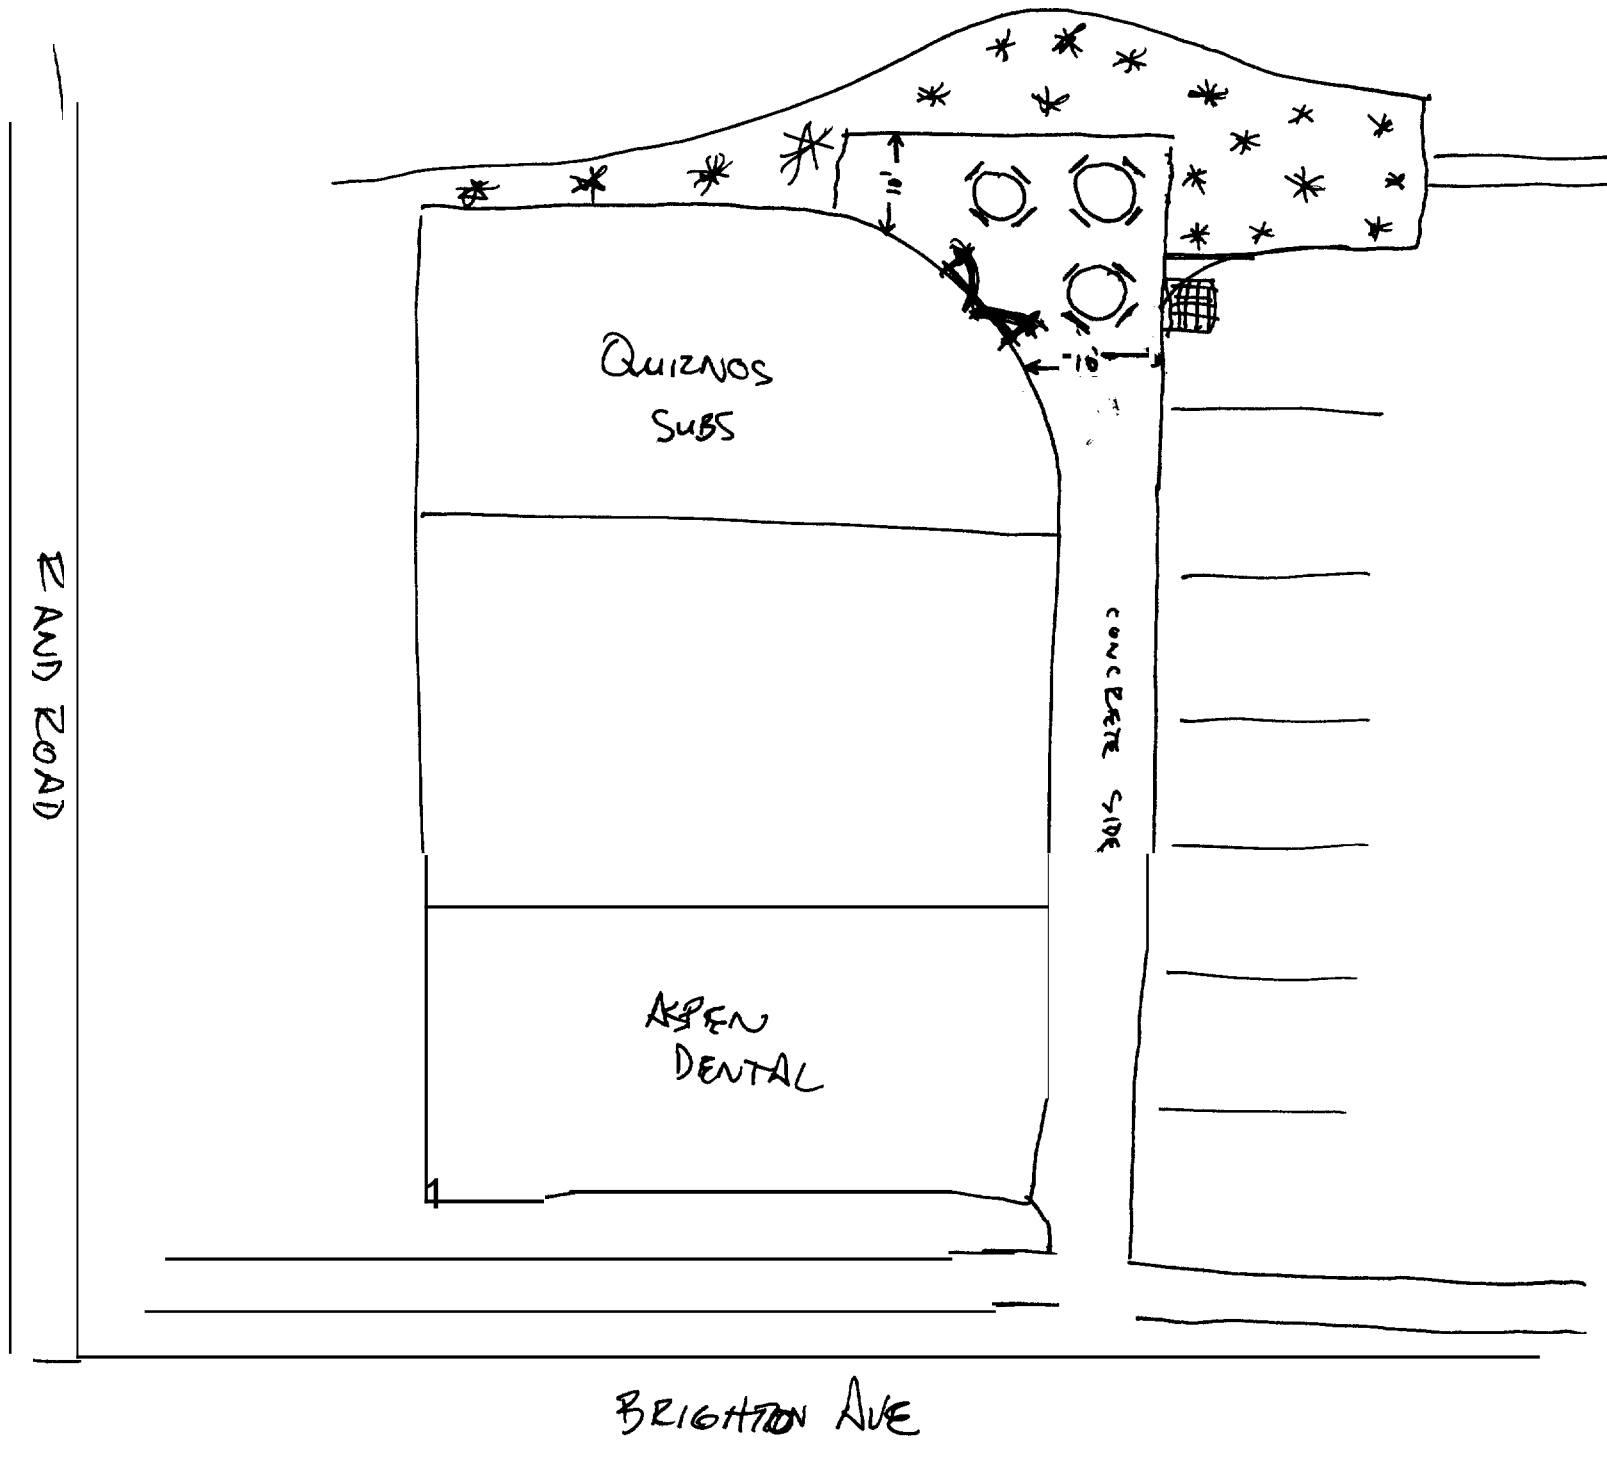 10'
QUIZNOS
SUBS
10'
RAND ROAD
CONCRETE SIDE
ASPEN
DENTAL
BRIGHTON AVE